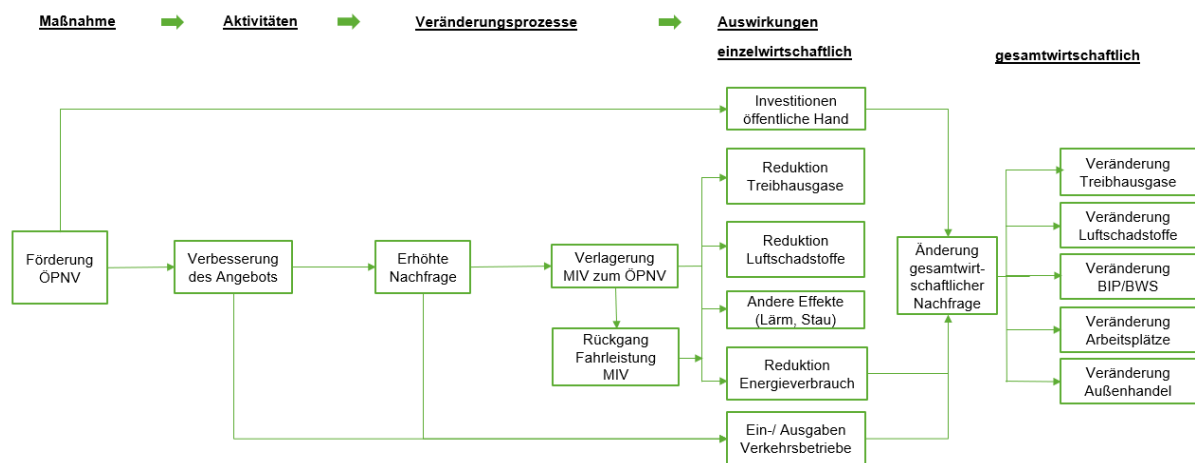 Maßnahme
Aktivitäten
Veränderungsprozesse
Auswirkungen
einzelwirtschaftlich
gesamtwirtschaftlich
Förderung
ÖPNV
Verbesserung
des Angebots
Erhöhte
Nachfrage
Verlagerung
MIV zum ÖPNV
Rückgang
Fahrleistung
MIV
Investitionen
öffentliche Hand
Reduktion
Treibhausgase
Reduktion
Luftschadstoffe
Andere Effekte
(Lärm, Stau)
Reduktion
Energieverbrauch
Ein-/ Ausgaben
Verkehrsbetriebe
Änderung
gesamtwirt-
schaftlicher
Nachfrage
Veränderung
Treibhausgase
Veränderung
Luftschadstoffe
Veränderung
BIP/BWS
Veränderung
Arbeitsplätze
Veränderung
Außenhandel